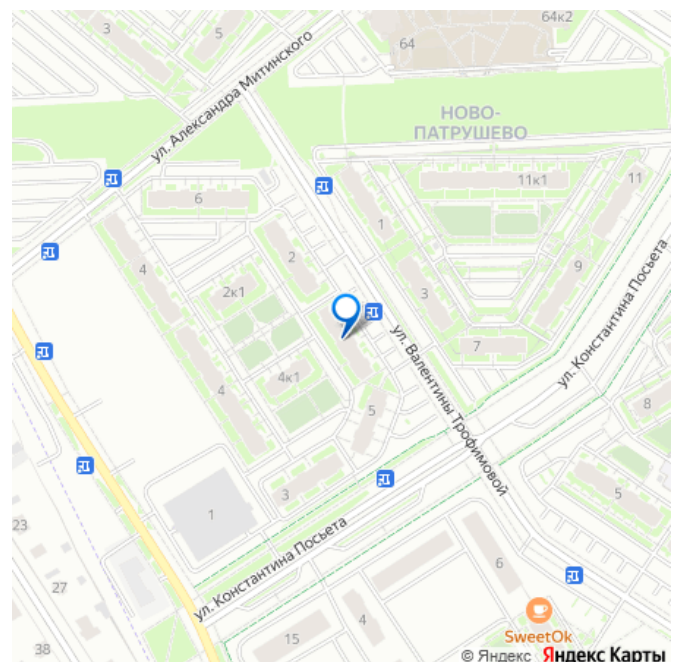 64к2
3
5
64
ул. Александра Митинского
НОВО-
ПАТРУШЕВО
6
11к1
11
1
2
4
9
2к1
3
7
ул. Валентины Трофимовой
ул. Константина Посьета
4
4к1
5
8
3
5
1
23
ул. Константина Посьета
6
27
4
SweetOk
15
38
© Яндекс Яндекс Карты